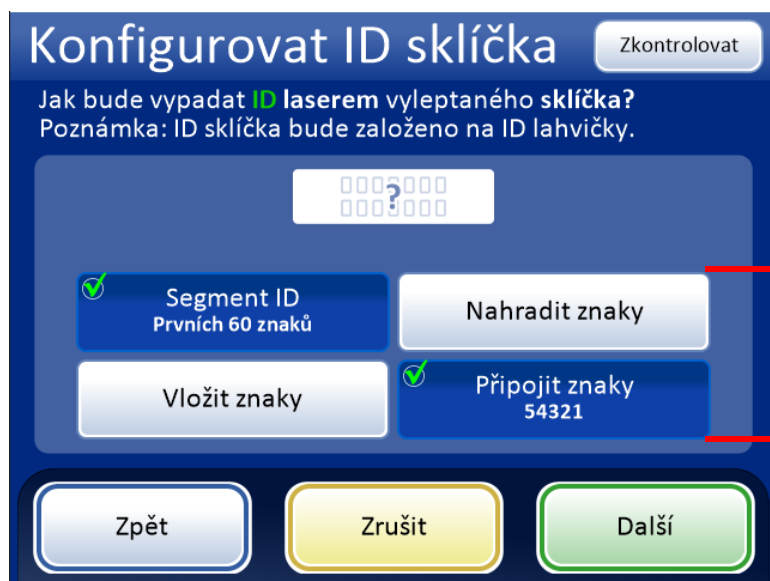 Konfigurovat ID sklíčka
Zkontrolovat
Jak bude vypadat ID laserem vyleptaného sklíčka?
Poznámka: ID sklíčka bude založeno na ID lahvičky.
?
Segment ID
Prvních 60 znaků
Nahradit znaky
Vložit znaky
Připojit znaky
54321
Zpět
Zrušit
Další